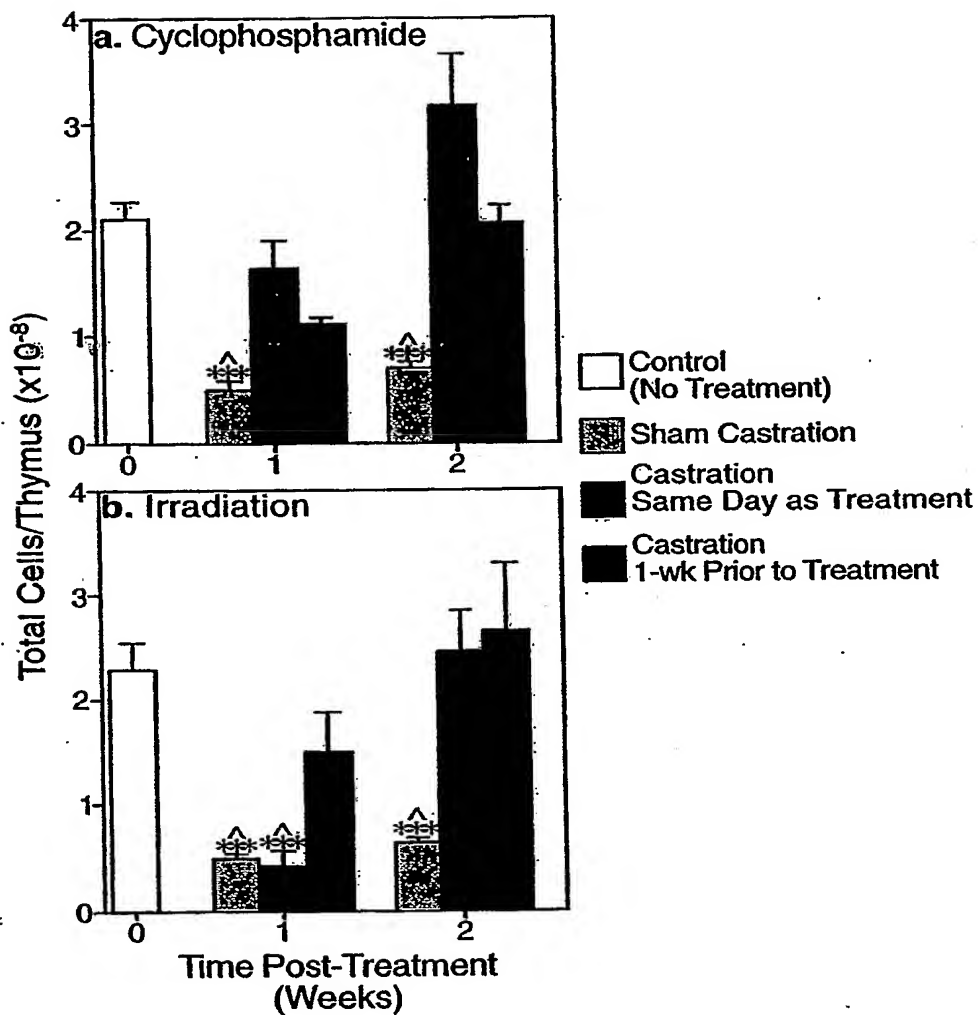 a. Cyclophosphamide
4
3
2
1
0
^
***
^
***
0 1 2
Total Cells/Thymus (x10-8)
Control
(No Treatment)
Sham Castration
Castration
Same Day as Treatment
Castration
1-wk Prior to Treatment
b. Irradiation
4
3
2
1
0
^ ^
*** ***
^
***
0 1 2
Time Post-Treatment
(Weeks)